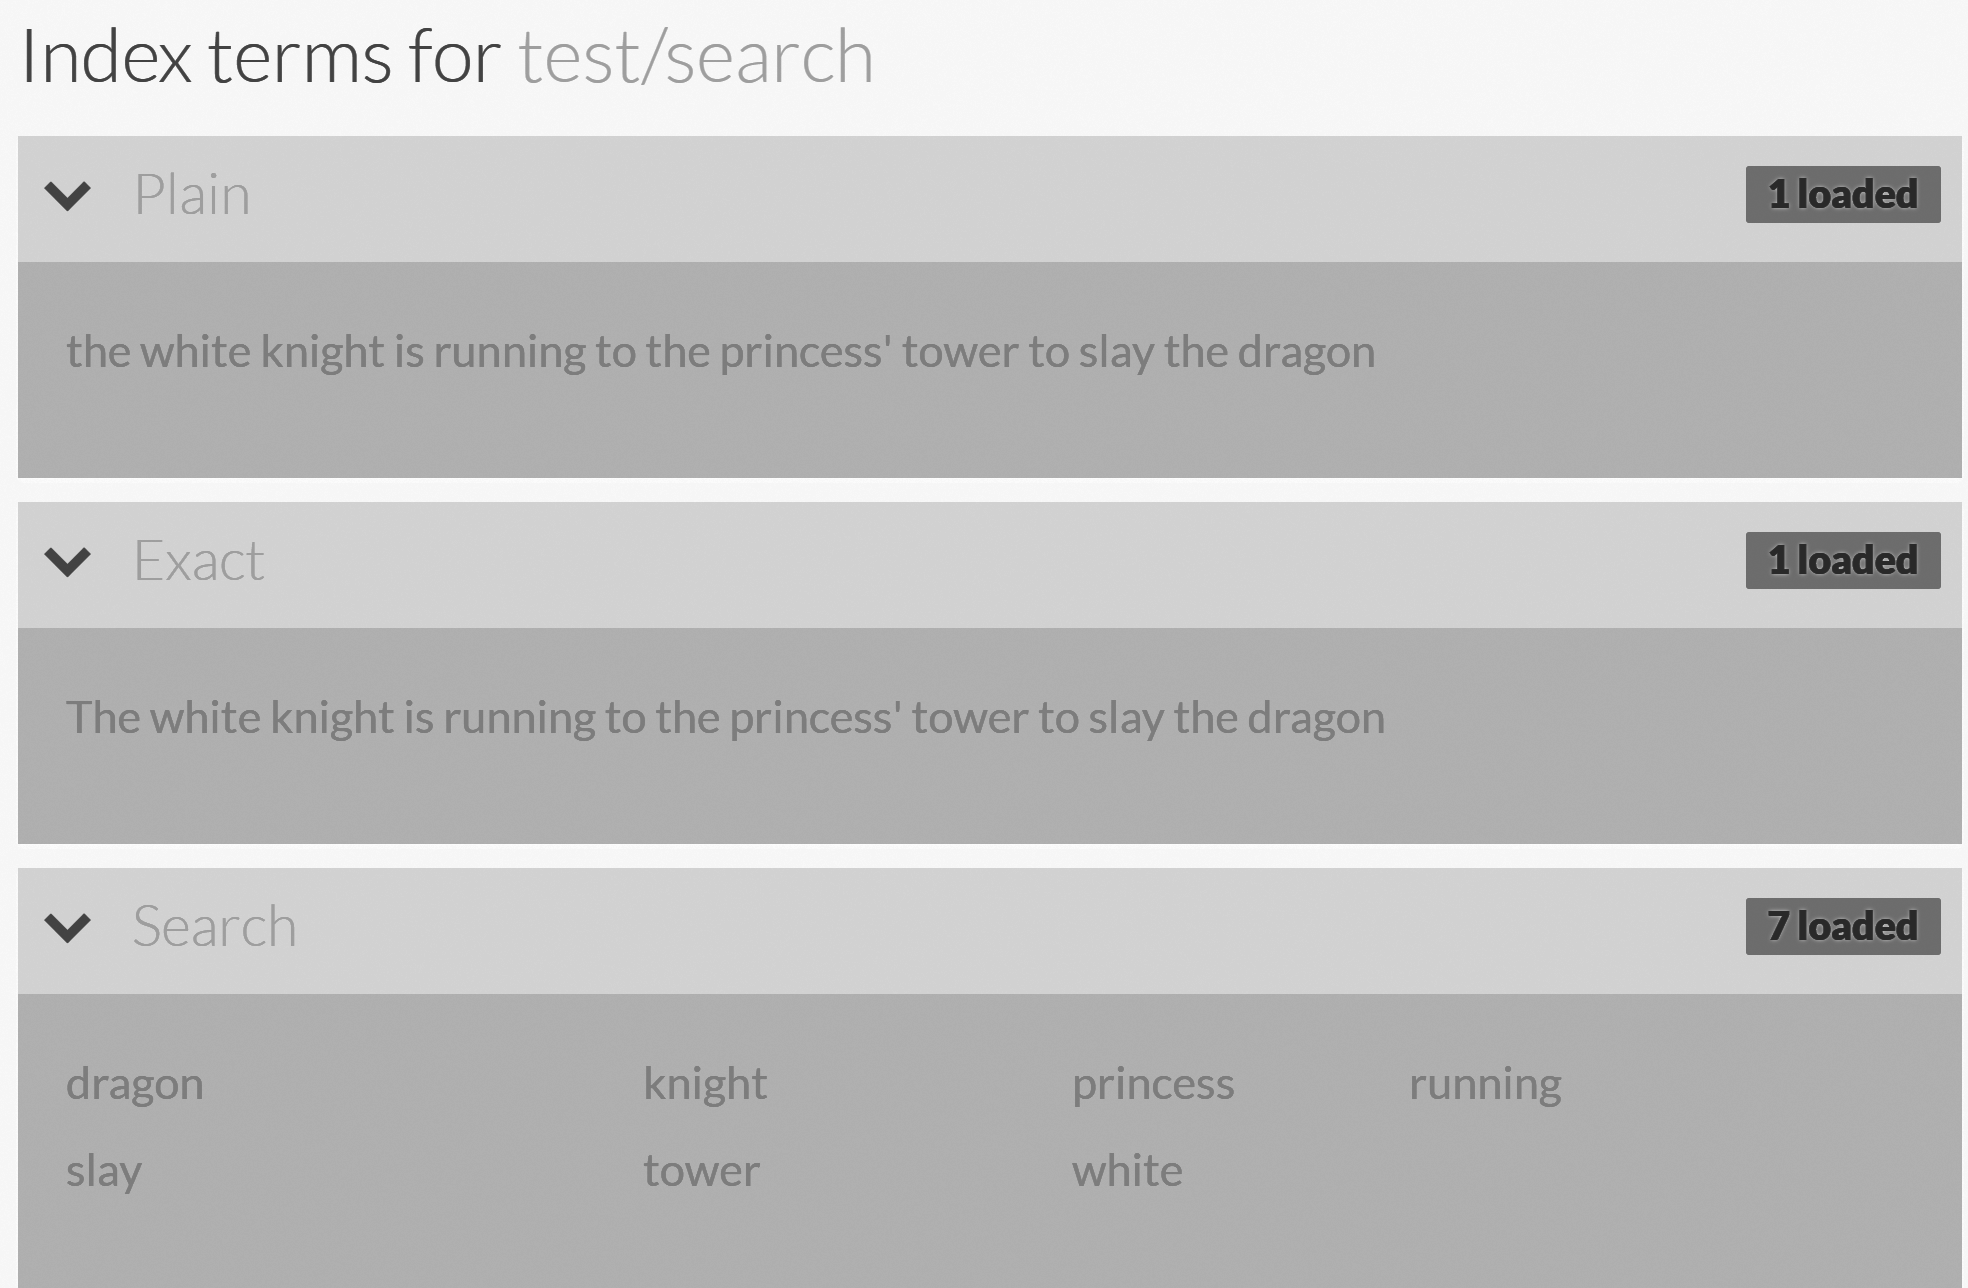 Index terms for test/search
Plain 1 loaded
the white knight is running to the princess' tower to slay the dragon
Exact 1 loaded
The white knight is running to the princess' tower to slay the dragon
Search 7 loaded
dragon knight princess running
slay tower white